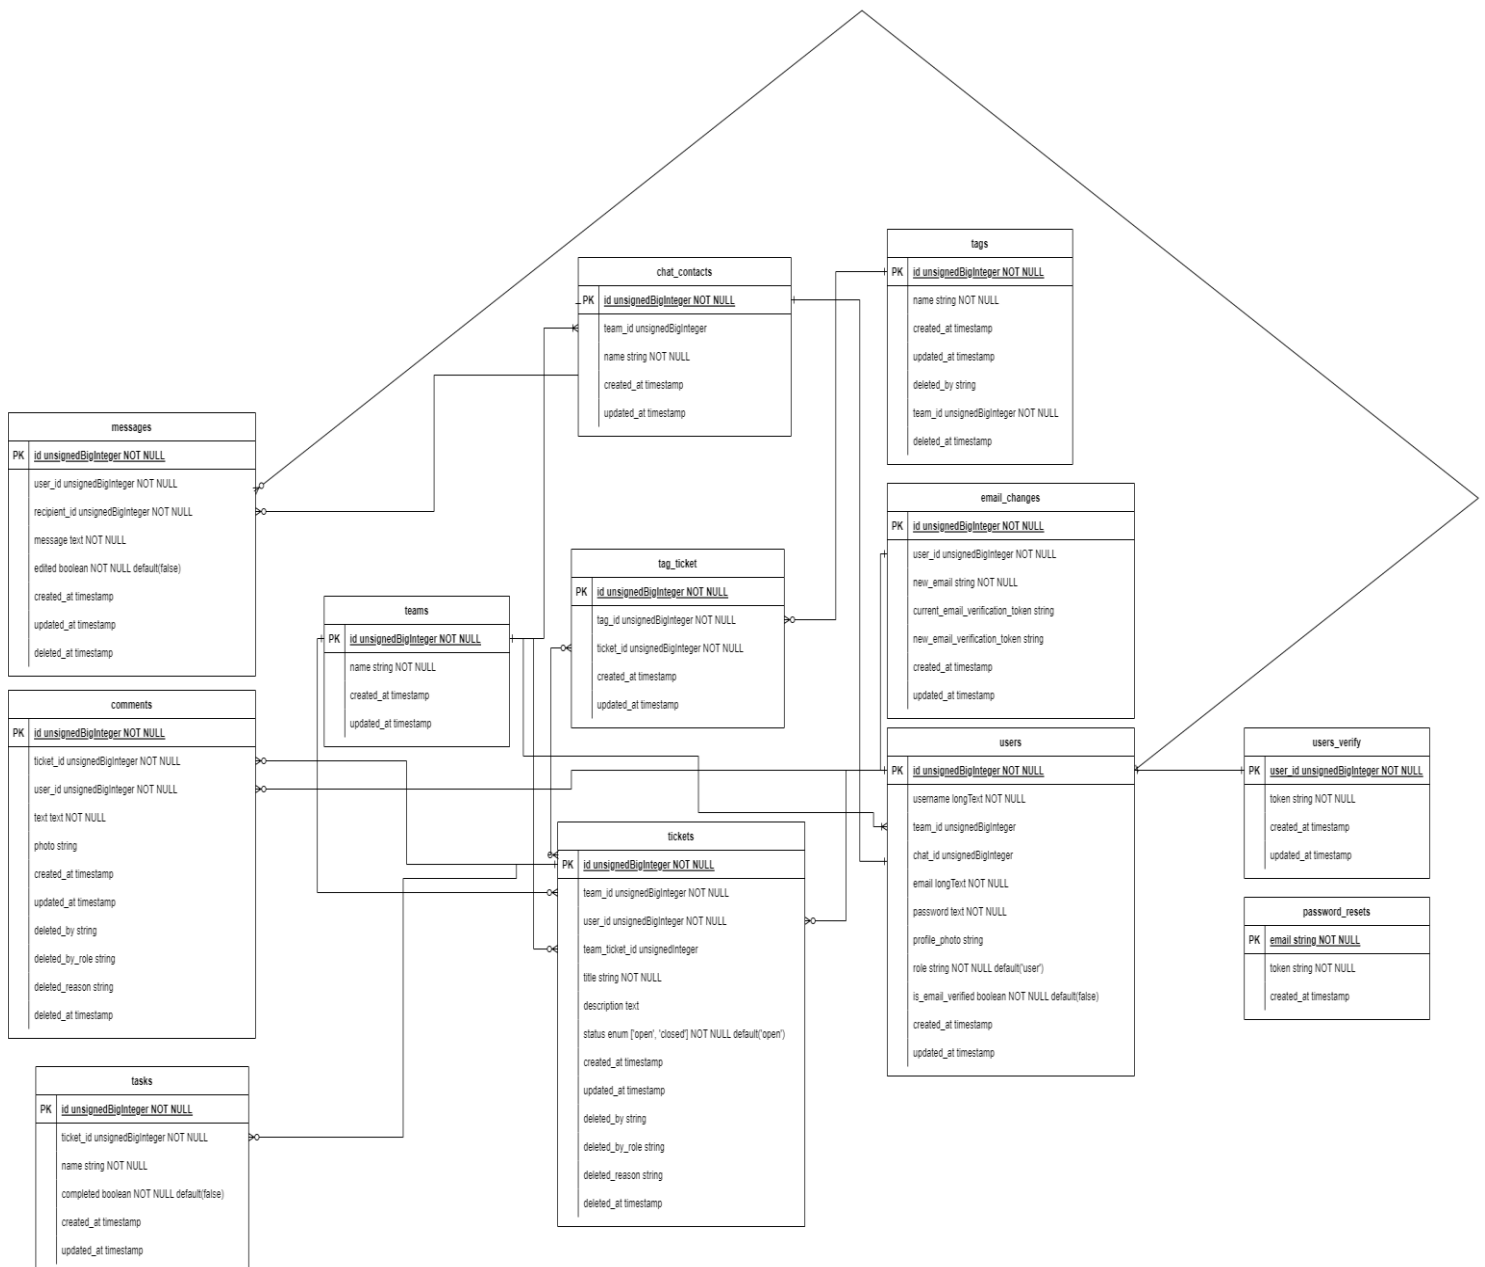 tags
PK id unsignedBigInteger NOT NULL
name string NOT NULL
created_at timestamp
updated_at timestamp
deleted_by string
team_id unsignedBigInteger NOT NULL
deleted_at timestamp
chat_contacts
PK id unsignedBigInteger NOT NULL
team_id unsignedBigInteger
name string NOT NULL
created_at timestamp
updated_at timestamp
messages
PK id unsignedBigInteger NOT NULL
user_id unsignedBigInteger NOT NULL
recipient_id unsignedBigInteger NOT NULL
message text NOT NULL
edited boolean NOT NULL default(false)
created_at timestamp
updated_at timestamp
deleted_at timestamp
email_changes
PK id unsignedBigInteger NOT NULL
user_id unsignedBigInteger NOT NULL
new_email string NOT NULL
current_email_verification_token string
new_email_verification_token string
created_at timestamp
updated_at timestamp
tag_ticket
PK id unsignedBigInteger NOT NULL
tag_id unsignedBigInteger NOT NULL
ticket_id unsignedBigInteger NOT NULL
created_at timestamp
updated_at timestamp
teams
PK id unsignedBigInteger NOT NULL
name string NOT NULL
created_at timestamp
updated_at timestamp
comments
PK id unsignedBigInteger NOT NULL
ticket_id unsignedBigInteger NOT NULL
user_id unsignedBigInteger NOT NULL
text text NOT NULL
photo string
created_at timestamp
updated_at timestamp
deleted_by string
deleted_by_role string
deleted_reason string
deleted_at timestamp
users
PK id unsignedBigInteger NOT NULL
username longText NOT NULL
team_id unsignedBigInteger
chat_id unsignedBigInteger
email longText NOT NULL
password text NOT NULL
profile_photo string
role string NOT NULL default('user')
is_email_verified boolean NOT NULL default(false)
created_at timestamp
updated_at timestamp
users_verify
PK user_id unsignedBigInteger NOT NULL
token string NOT NULL
created_at timestamp
updated_at timestamp
tickets
PK id unsignedBigInteger NOT NULL
team_id unsignedBigInteger NOT NULL
user_id unsignedBigInteger NOT NULL
team_ticket_id unsignedInteger
title string NOT NULL
description text
status enum ['open', 'closed'] NOT NULL default('open')
created_at timestamp
updated_at timestamp
deleted_by string
deleted_by_role string
deleted_reason string
deleted_at timestamp
password_resets
PK email string NOT NULL
token string NOT NULL
created_at timestamp
tasks
PK id unsignedBigInteger NOT NULL
ticket_id unsignedBigInteger NOT NULL
name string NOT NULL
completed boolean NOT NULL default(false)
created_at timestamp
updated_at timestamp